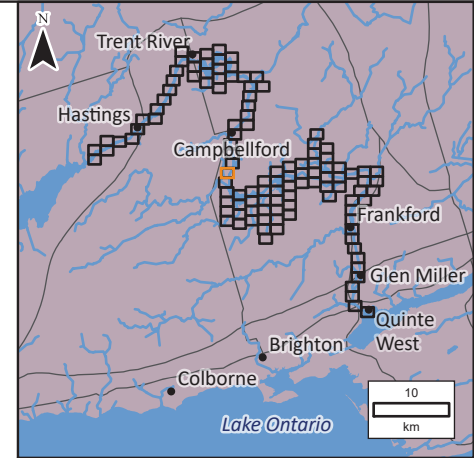 N
Trent River
Hastings
Campbellford
Frankford
Glen Miller
Quinte
West
Brighton
Colborne
10
km
Lake Ontario